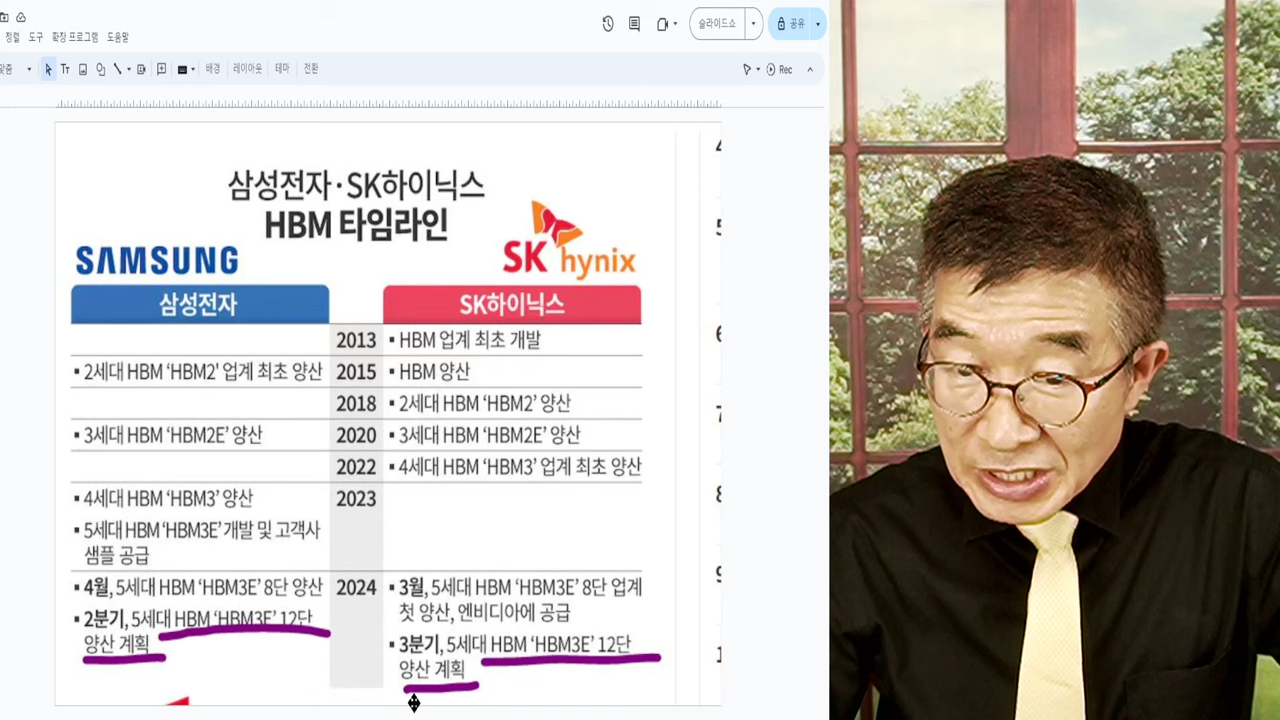 정렬 도구 확장 프로그램 도움말
슬라이드쇼
공유
맞춤
배경 레이아웃 테마 전환
Rec
삼성전자·SK하이닉스
HBM 타임라인
SAMSUNG
SK hynix
삼성전자
SK하이닉스
2013 ▪ HBM 업계 최초 개발
▪ 2세대 HBM ‘HBM2' 업계 최초 양산 2015 ▪ HBM 양산
2018 ▪ 2세대 HBM ‘HBM2’ 양산
▪ 3세대 HBM ‘HBM2E’ 양산 2020 ▪ 3세대 HBM ‘HBM2E’ 양산
2022 ▪ 4세대 HBM ‘HBM3’ 업계 최초 양산
▪ 4세대 HBM ‘HBM3’ 양산 2023
▪ 5세대 HBM ‘HBM3E’ 개발 및 고객사
샘플 공급
▪ 4월, 5세대 HBM ‘HBM3E’ 8단 양산 2024
▪ 2분기, 5세대 HBM ‘HBM3E’ 12단
양산 계획
▪ 3월, 5세대 HBM ‘HBM3E’ 8단 업계
첫 양산, 엔비디아에 공급
▪ 3분기, 5세대 HBM ‘HBM3E’ 12단
양산 계획
5
6
7
8
9